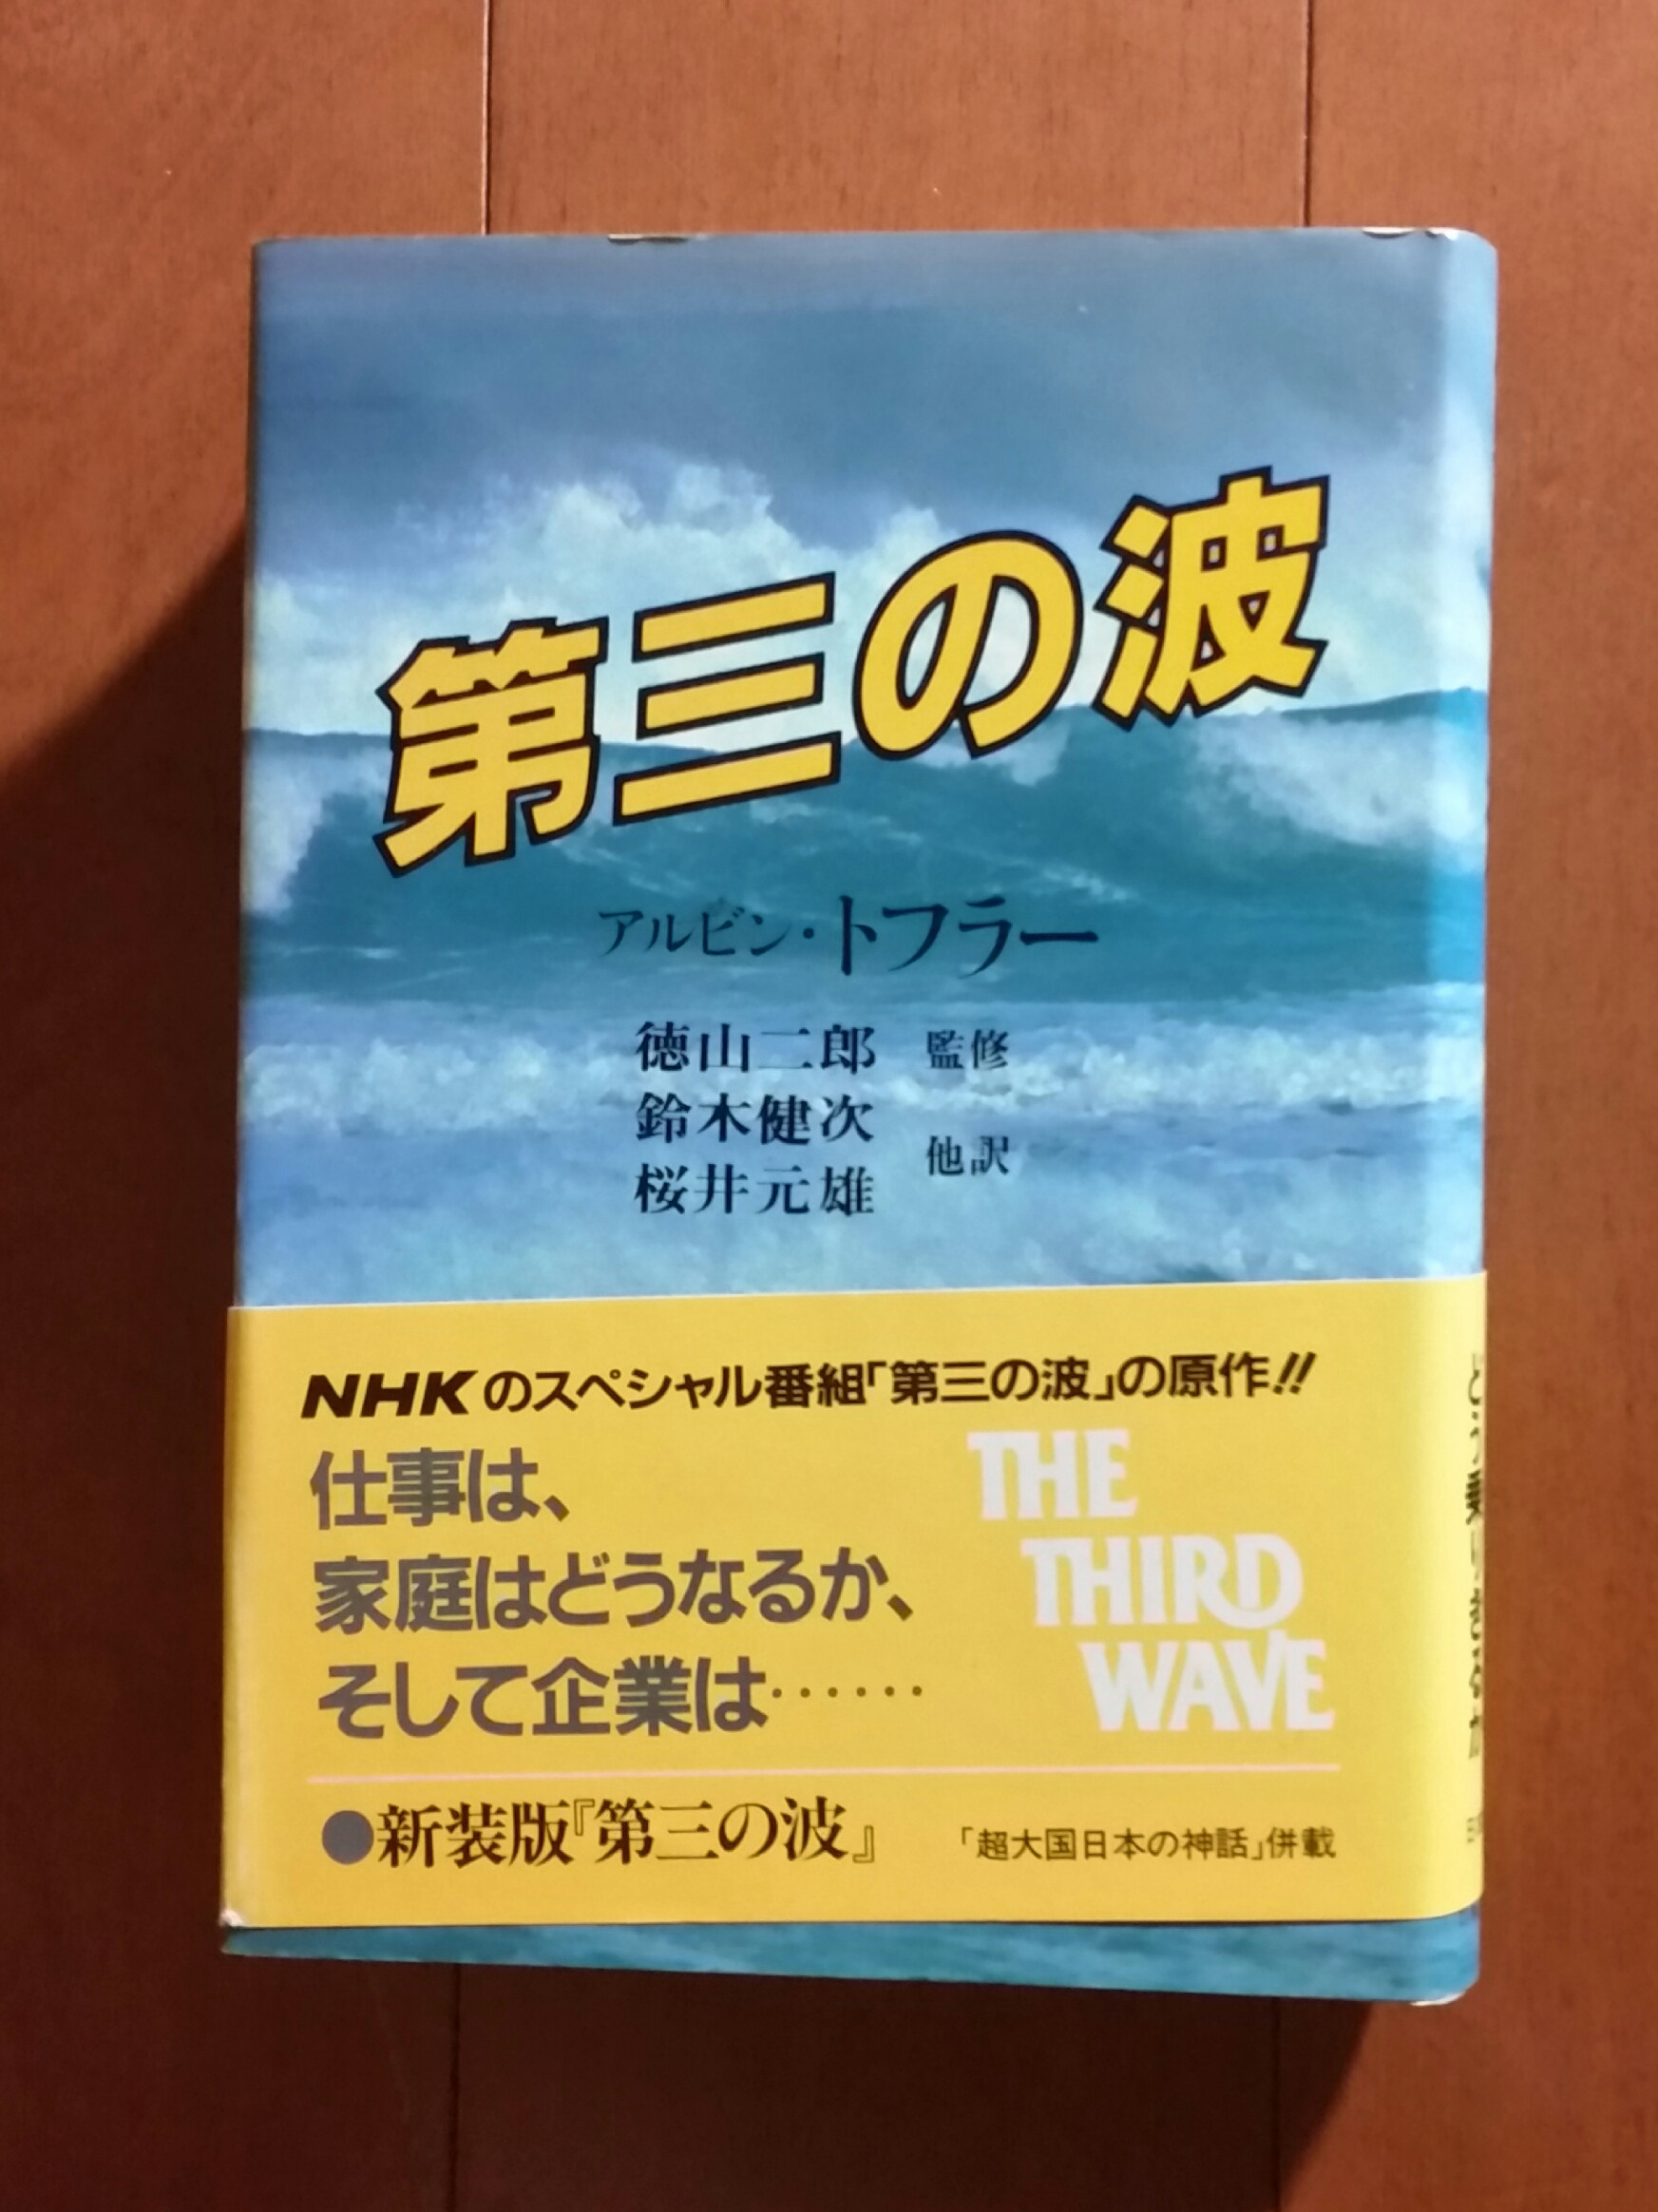 第三の波
アルビン・トフラー
徳山二郎 監修
鈴木健次
桜井元雄 他訳
NHKのスペシャル番組「第三の波」の原作!!
仕事は、
家庭はどうなるか、
そして企業は……
THE
THIRD
WAVE
●新装版『第三の波』 「超大国日本の神話」併載